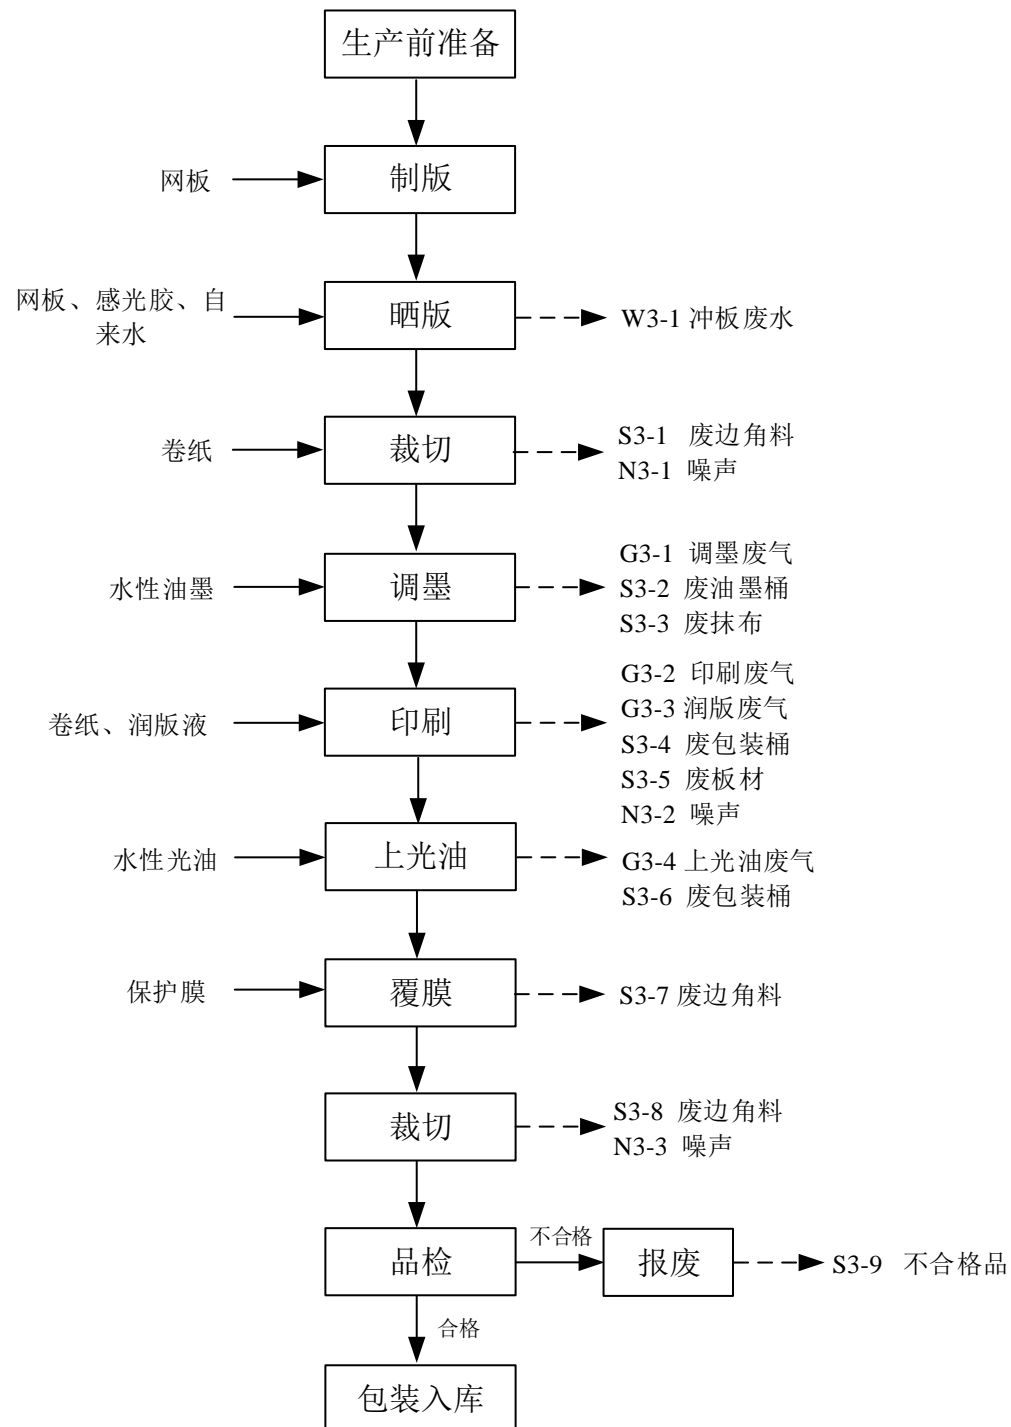 生产前准备
网板
制版
网板、感光胶、自
来水
晒版
W3-1 冲板废水
卷纸
裁切
S3-1 废边角料
N3-1 噪声
水性油墨
调墨
G3-1 调墨废气
S3-2 废油墨桶
S3-3 废抹布
卷纸、润版液
印刷
G3-2 印刷废气
G3-3 润版废气
S3-4 废包装桶
S3-5 废板材
N3-2 噪声
水性光油
上光油
G3-4 上光油废气
S3-6 废包装桶
保护膜
覆膜
S3-7 废边角料
裁切
S3-8 废边角料
N3-3 噪声
品检
不合格
报废
S3-9 不合格品
合格
包装入库